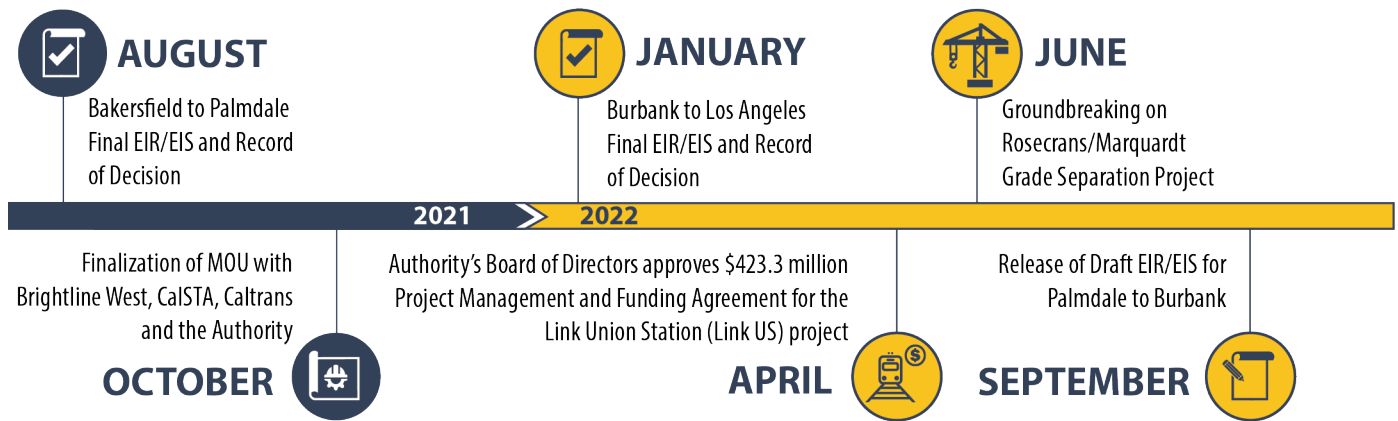 AUGUST
Bakersfield to Palmdale
Final EIR/EIS and Record
of Decision
JANUARY
Burbank to Los Angeles
Final EIR/EIS and Record
of Decision
JUNE
Groundbreaking on
Rosecrans/Marquardt
Grade Separation Project
2021
2022
Finalization of MOU with
Brightline West, CalSTA, Caltrans
and the Authority
OCTOBER
Authority's Board of Directors approves $423.3 million
Project Management and Funding Agreement for the
Link Union Station (Link US) project
APRIL
$
Release of Draft EIR/EIS for
Palmdale to Burbank
SEPTEMBER